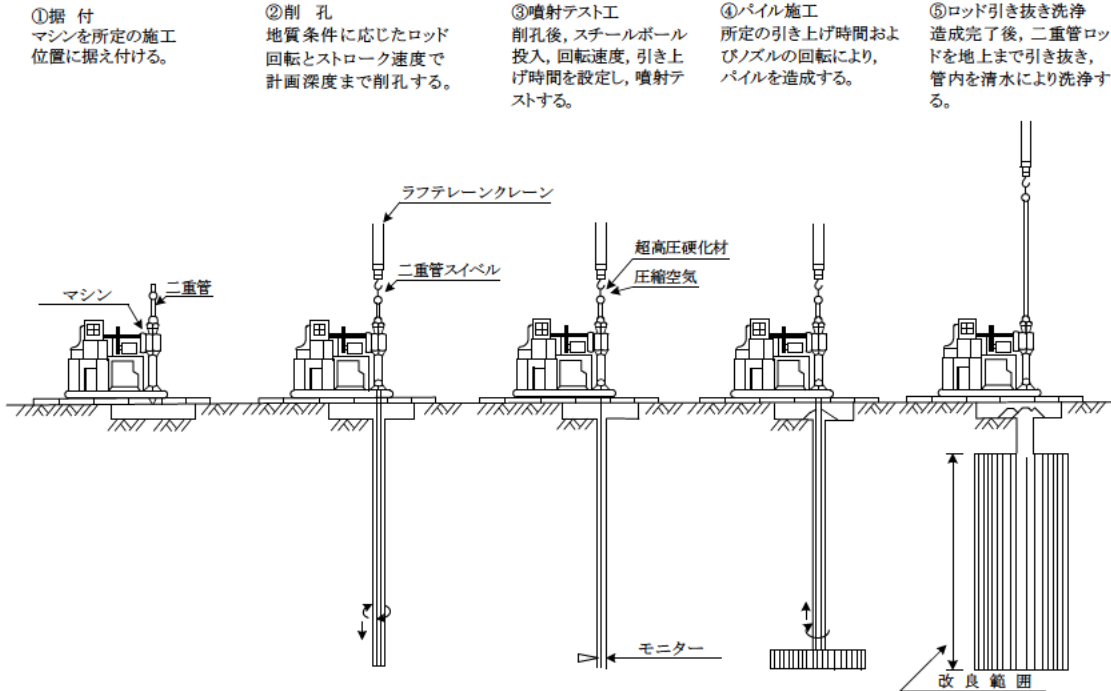 ①据 付
マシンを所定の施工
位置に据え付ける。
②削 孔
地質条件に応じたロッド
回転とストローク速度で
計画深度まで削孔する。
③噴射テスト工
削孔後，スチールボール
投入，回転速度，引き上
げ時間を設定し，噴射テ
ストする。
④パイル施工
所定の引き上げ時間およ
びノズルの回転により，
パイルを造成する。
⑤ロッド引き抜き洗浄
造成完了後，二重管ロッ
ドを地上まで引き抜き，
管内を清水により洗浄す
る。
マシン
二重管
ラフテレーンクレーン
二重管スイベル
超高圧硬化材
圧縮空気
モニター
改良範囲